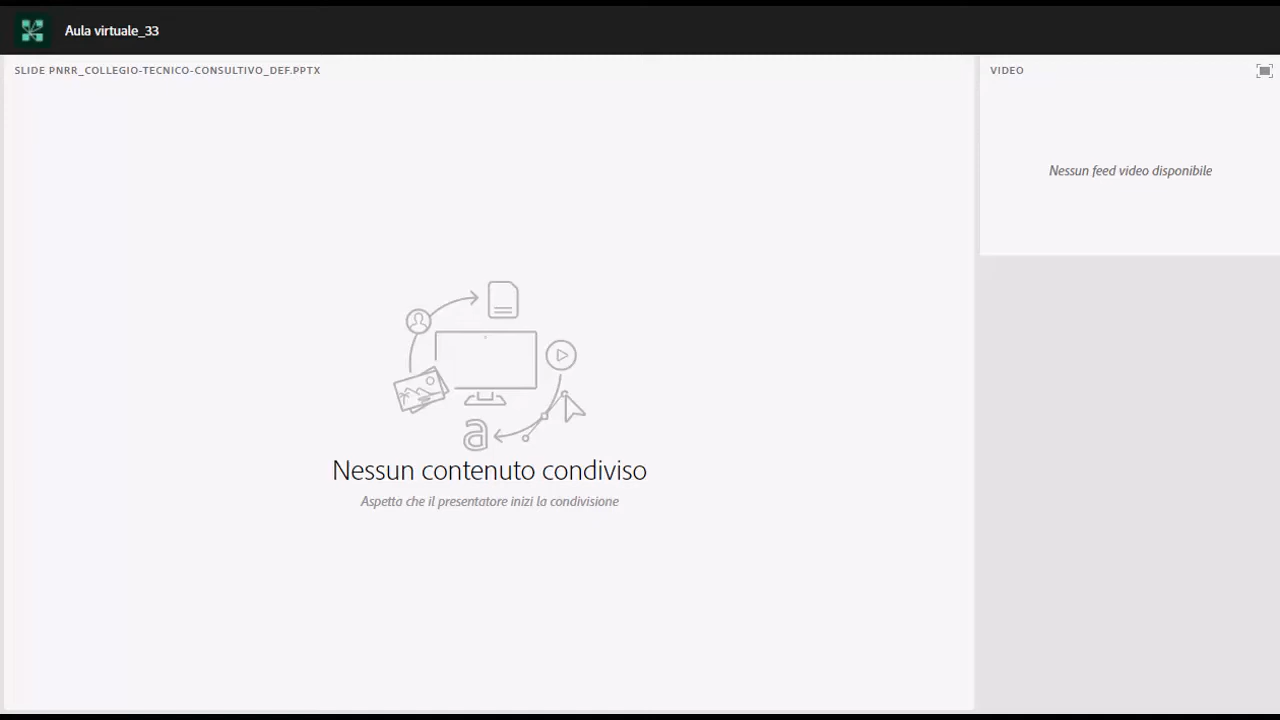 Aula virtuale_33
SLIDE PNRR_COLLEGIO-TECNICO-CONSULTIVO_DEF.PPTX
VIDEO
Nessun feed video disponibile
a
Nessun contenuto condiviso
Aspetta che il presentatore inizi la condivisione